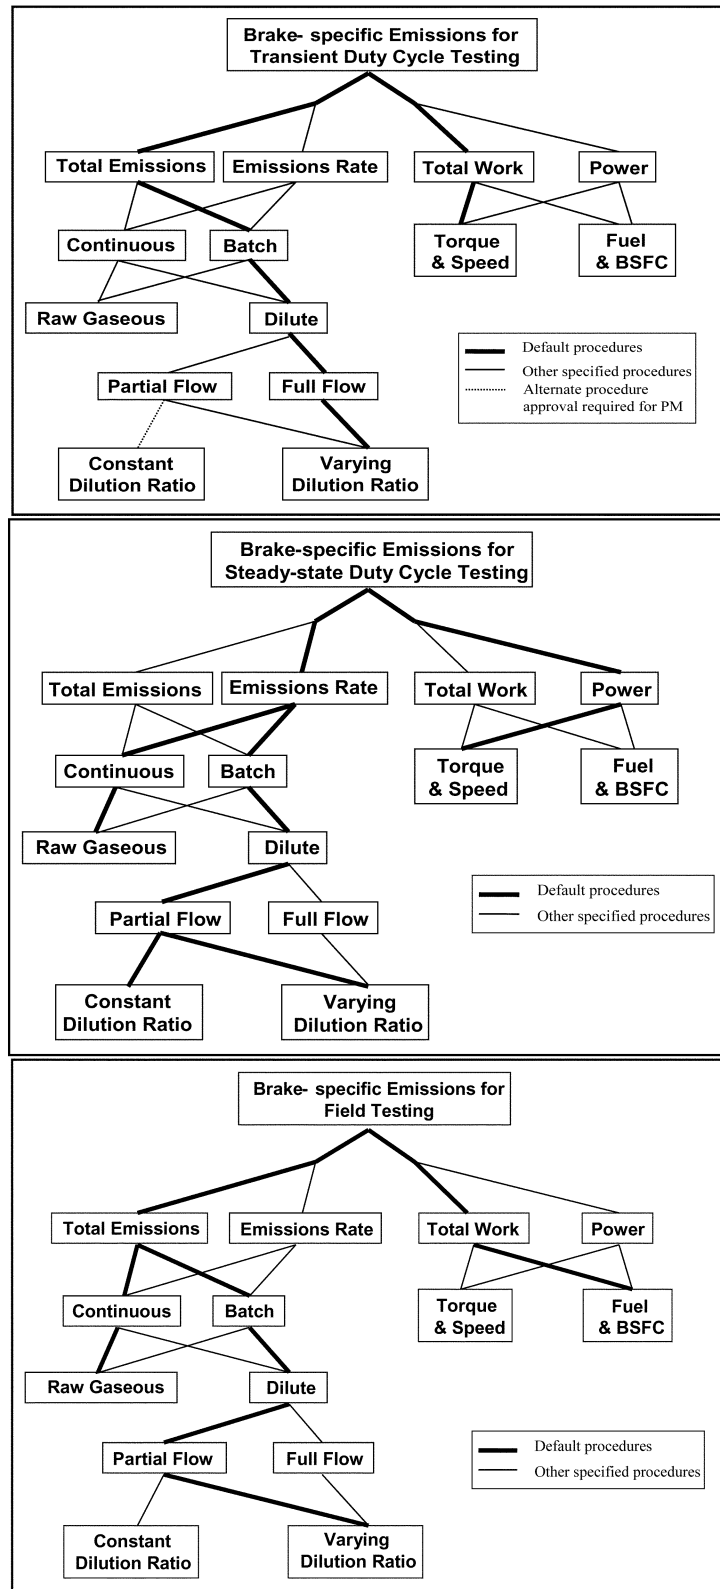 Brake- specific Emissions for
Transient Duty Cycle Testing
Total Emissions
Emissions Rate
Total Work
Power
Continuous
Batch
Torque
& Speed
Fuel
& BSFC
Raw Gaseous
Dilute
Partial Flow
Full Flow
Default procedures
Other specified procedures
Alternate procedure
approval required for PM
Constant
Dilution Ratio
Varying
Dilution Ratio
Brake-specific Emissions for
Steady-state Duty Cycle Testing
Total Emissions
Emissions Rate
Total Work
Power
Continuous
Batch
Torque
& Speed
Fuel
& BSFC
Raw Gaseous
Dilute
Partial Flow
Full Flow
Default procedures
Other specified procedures
Constant
Dilution Ratio
Varying
Dilution Ratio
Brake- specific Emissions for
Field Testing
Total Emissions
Emissions Rate
Total Work
Power
Continuous
Batch
Torque
& Speed
Fuel
& BSFC
Raw Gaseous
Dilute
Partial Flow
Full Flow
Default procedures
Other specified procedures
Constant
Dilution Ratio
Varying
Dilution Ratio